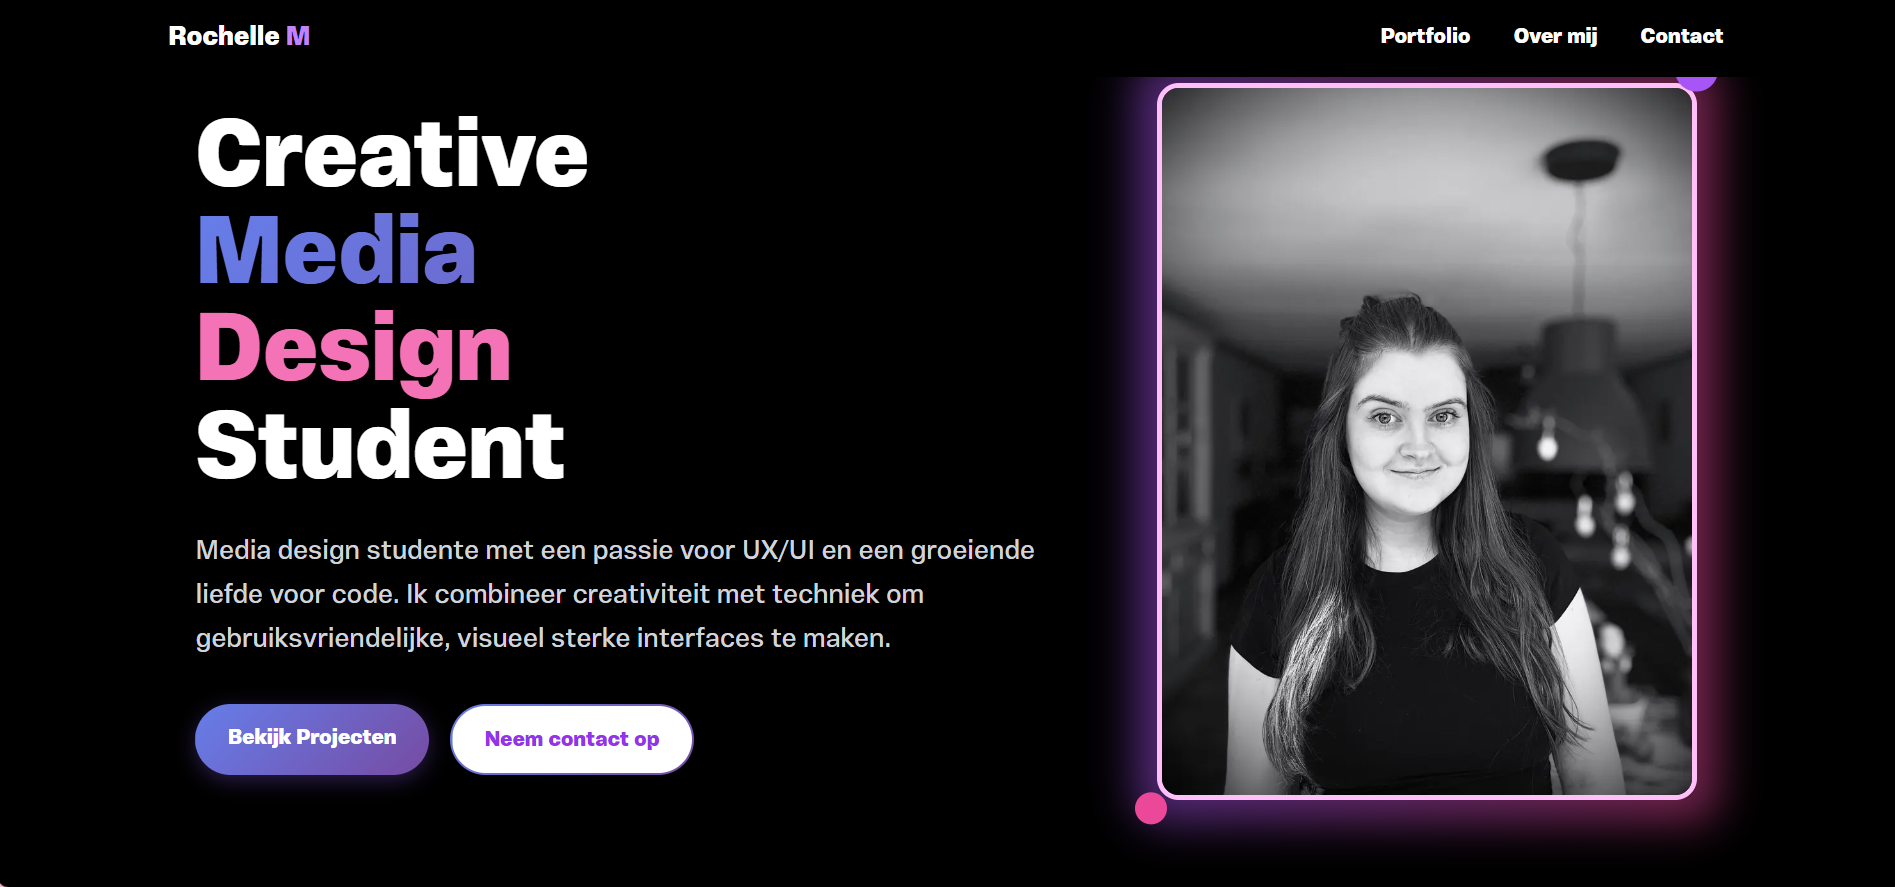 Rochelle M
Portfolio Over mij Contact
Creative
Media
Design
Student
Media design studente met een passie voor UX/UI en een groeiende
liefde voor code. Ik combineer creativiteit met techniek om
gebruiksvriendelijke, visueel sterke interfaces te maken.
Bekijk Projecten
Neem contact op